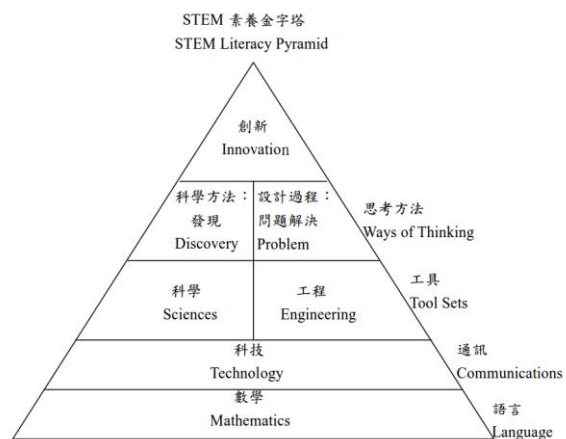 STEM 素養金字塔
STEM Literacy Pyramid
創新
Innovation
科學方法：
發現
Discovery
設計過程：
問題解決
Problem
思考方法
Ways of Thinking
科學
Sciences
工程
Engineering
工具
Tool Sets
科技
Technology
通訊
Communications
數學
Mathematics
語言
Language